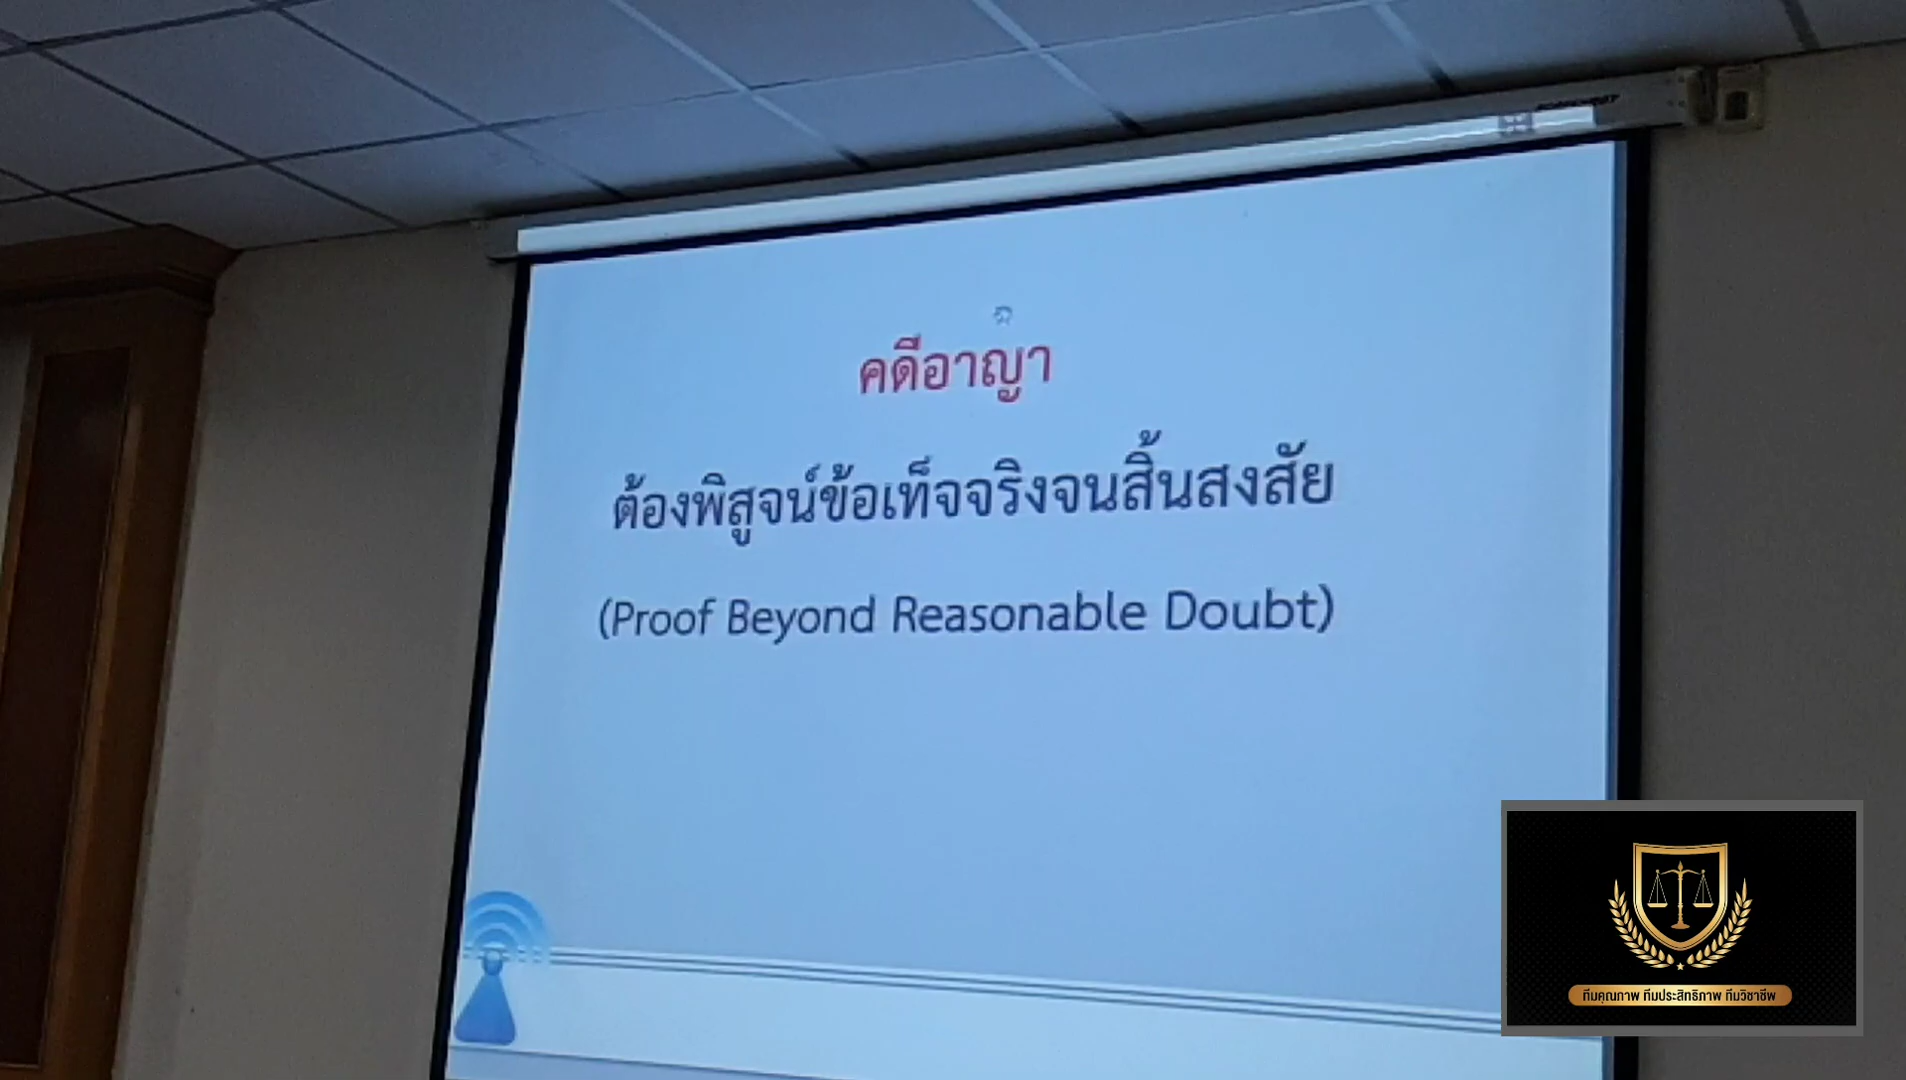 คดีอาญา
ต้องพิสูจน์ข้อเท็จจริงจนสิ้นสงสัย
(Proof Beyond Reasonable Doubt)
ทีมคุณภาพ ทีมประสิทธิภาพ ทีมวิชาชีพ